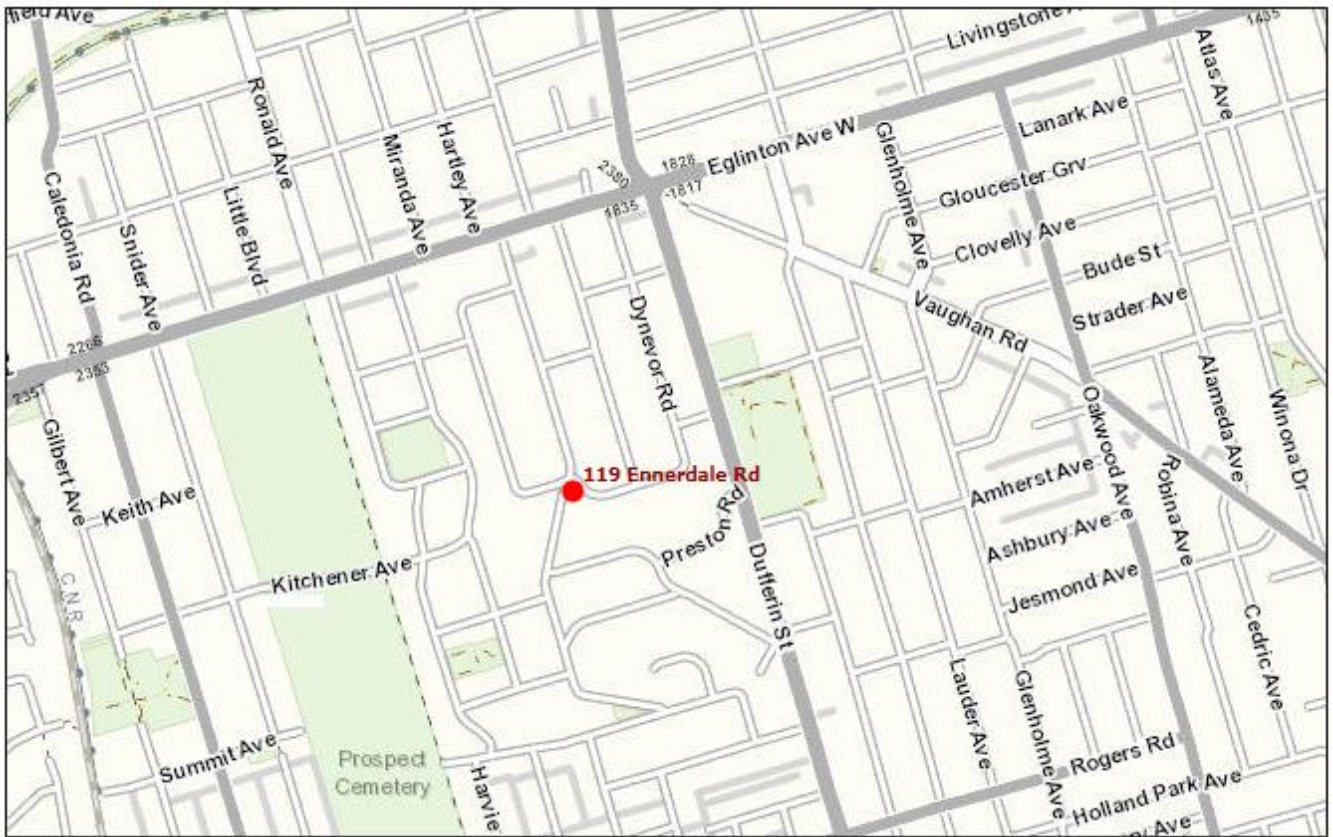 Livingstone
1435
Atlas Ave
Ronald Ave
Lanark Ave
Hartley Ave
Miranda Ave
Eglinton Ave W
Glenholme Ave
1828
2380
-1817
1835
Gloucester Grv
Caledonia Rd
Little Blvd
Snider Ave
Clovelly Ave
Bude St
Strader Ave
Vaughan Rd
Dynevor Rd
2266
2383
2357
Alameda Ave
Winona Dr
Oakwood Ave
Gilbert Ave
Keith Ave
119 Ennerdale Rd
Amherst Ave
Robina Ave
Preston Rd
Ashbury Ave
Dufferin St
Kitchener Ave
C.N.R
Jesmond Ave
Cedric Ave
Lauder Ave
Glenholme Ave
Summit Ave
Prospect
Cemetery
Harvie
Rogers Rd
Holland Park Ave
Ave